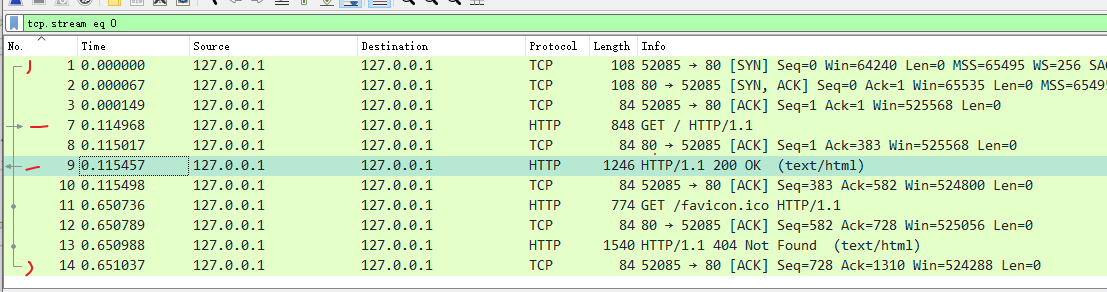 tcp.stream eq 0
No. Time Source Destination Protocol Length Info
1 0.000000 127.0.0.1 127.0.0.1 TCP 108 52085 → 80 [SYN] Seq=0 Win=64240 Len=0 MSS=65495 WS=256 SAC
2 0.000067 127.0.0.1 127.0.0.1 TCP 108 80 → 52085 [SYN, ACK] Seq=0 Ack=1 Win=65535 Len=0 MSS=65495
3 0.000149 127.0.0.1 127.0.0.1 TCP 84 52085 → 80 [ACK] Seq=1 Ack=1 Win=525568 Len=0
7 0.114968 127.0.0.1 127.0.0.1 HTTP 848 GET / HTTP/1.1
8 0.115017 127.0.0.1 127.0.0.1 TCP 84 80 → 52085 [ACK] Seq=1 Ack=383 Win=525568 Len=0
9 0.115457 127.0.0.1 127.0.0.1 HTTP 1246 HTTP/1.1 200 OK (text/html)
10 0.115498 127.0.0.1 127.0.0.1 TCP 84 52085 → 80 [ACK] Seq=383 Ack=582 Win=524800 Len=0
11 0.650736 127.0.0.1 127.0.0.1 HTTP 774 GET /favicon.ico HTTP/1.1
12 0.650789 127.0.0.1 127.0.0.1 TCP 84 80 → 52085 [ACK] Seq=582 Ack=728 Win=525056 Len=0
13 0.650988 127.0.0.1 127.0.0.1 HTTP 1540 HTTP/1.1 404 Not Found (text/html)
14 0.651037 127.0.0.1 127.0.0.1 TCP 84 52085 → 80 [ACK] Seq=728 Ack=1310 Win=524288 Len=0